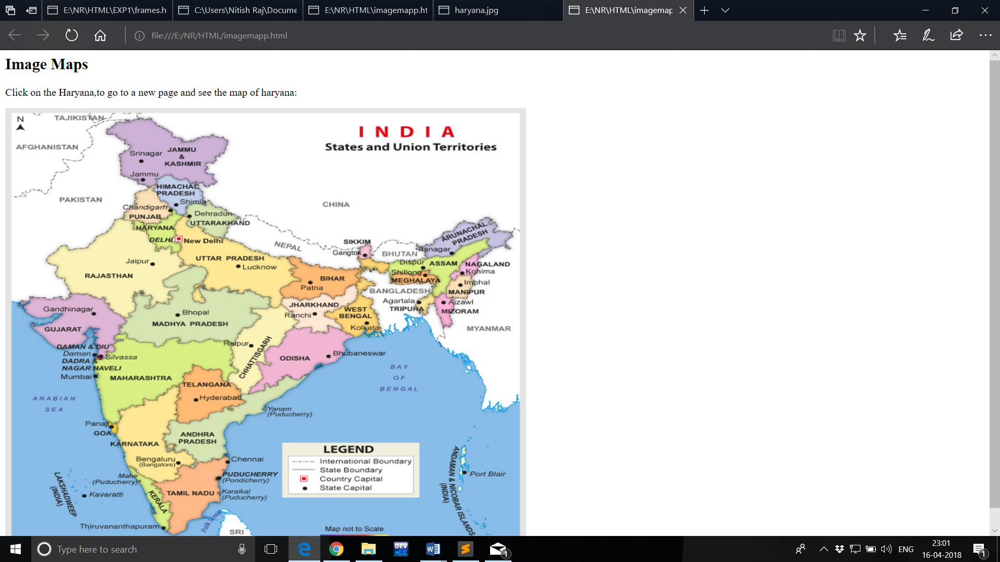 E:\NR\HTML\EXP1\frames.h
C:\Users\Nitish Raj\Docume
E:\NR\HTML\imagemapp.ht
haryana.jpg
E:\NR\HTML\imagemap
file:///E:/NR/HTML/imagemapp.html
Image Maps
Click on the Haryana,to go to a new page and see the map of haryana:
N
TAJIKISTAN
INDIA
States and Union Territories
AFGHANISTAN
Srinagar
JAMMU
&
KASHMIR
Jammu
HIMACHAL
PRADESH
PAKISTAN
Shimla
CHINA
Chandigarh
PUNJAB
Dehradun
UTTARAKHAND
HARYANA
DELHI
New Delhi
NEPAL
SIKKIM
Gangtok
BHUTAN
ARUNACHAL
PRADESH
Itanagar
Jaipur
UTTAR PRADESH
Lucknow
Dispur
ASSAM
NAGALAND
Kohima
RAJASTHAN
BIHAR
Patna
Shillong
MEGHALAYA
Imphal
MANIPUR
BANGLADESH
Agartala
TRIPURA
Aizawl
MIZORAM
JHARKHAND
Ranchi
WEST
BENGAL
Kolkata
Gandhinagar
Bhopal
MADHYA PRADESH
GUJARAT
MYANMAR
DAMAN & DIU
Daman
Silvassa
DADRA &
NAGAR HAVELI
Mumbai
Raipur
CHHATTISGARH
ODISHA
Bhubaneswar
MAHARASHTRA
BAY
OF
BENGAL
TELANGANA
Hyderabad
ARABIAN
SEA
Yanam
(Puducherry)
Panaji
GOA
KARNATAKA
ANDHRA
PRADESH
Bengaluru
(Bangalore)
Chennai
LEGEND
International Boundary
State Boundary
Country Capital
State Capital
Mahe
(Puducherry)
PUDUCHERRY
(Pondicherry)
LAKSHADWEEP
(INDIA)
Kavaratti
KERALA
TAMIL NADU
Karaikal
(Puducherry)
ANDAMAN & NICOBAR ISLANDS
(INDIA)
Port Blair
Thiruvananthapuram
Palk Strait
SRI
Map not to Scale
Type here to search
DEV
C++
1
ENG
23:01
16-04-2018
1